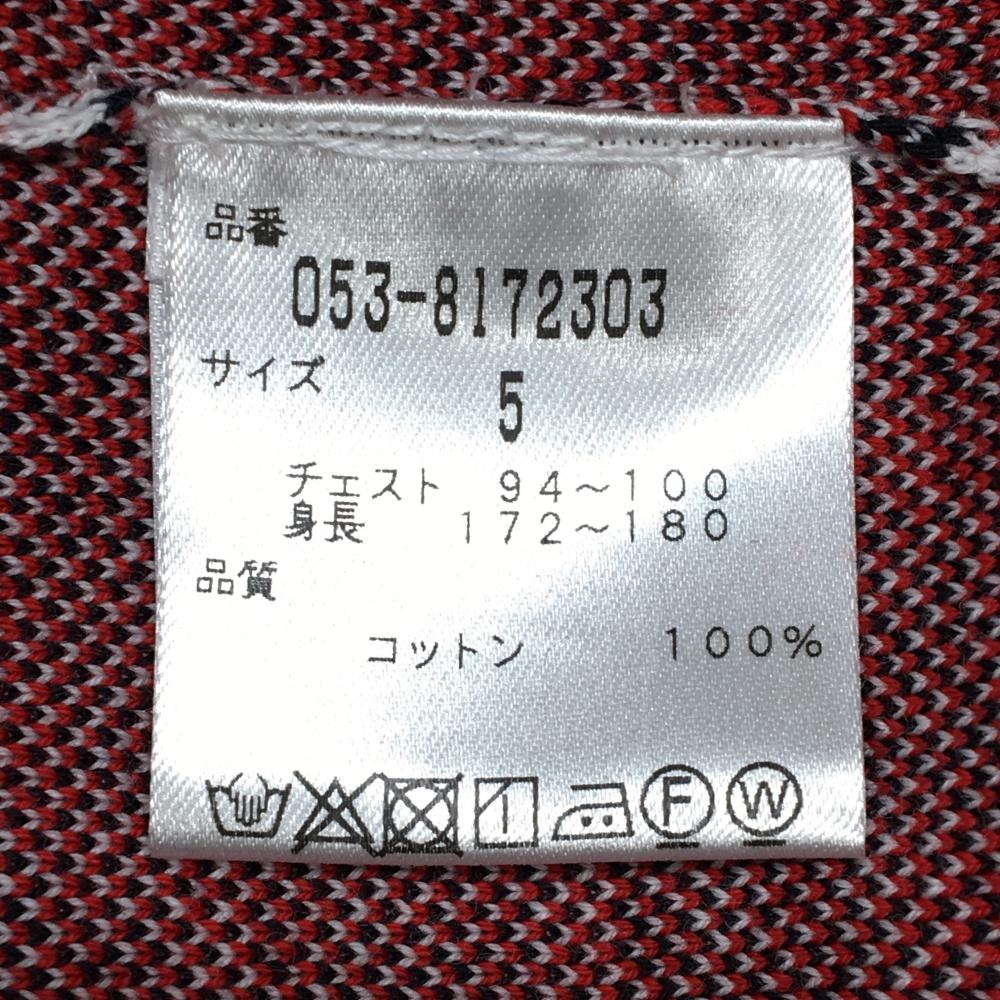 品番
053-8172303
サイズ
5
チェスト 94~100
身長 172~180
品質
コットン 100%
F W